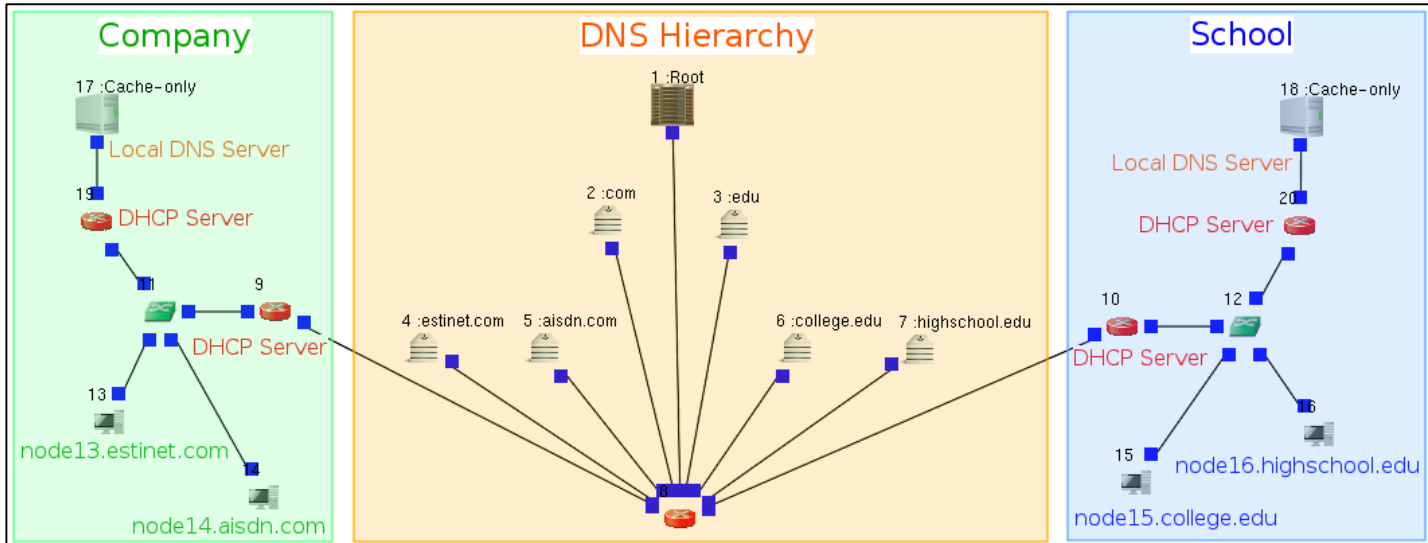 Company
17 :Cache-only
Local DNS Server
19
DHCP Server
11
9
DHCP Server
13
node13.estinet.com
14
node14.aisdn.com
DNS Hierarchy
1 :Root
2 :com
3 :edu
4 :estinet.com
5 :aisdn.com
6 :college.edu
7 :highschool.edu
8
School
18 :Cache-only
Local DNS Server
20
DHCP Server
10
12
DHCP Server
16
node16.highschool.edu
15
node15.college.edu